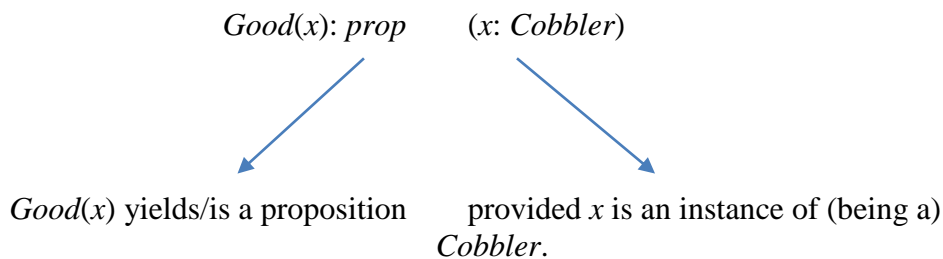 Good(x): prop (x: Cobbler)
Good(x) yields/is a proposition provided x is an instance of (being a)
Cobbler.